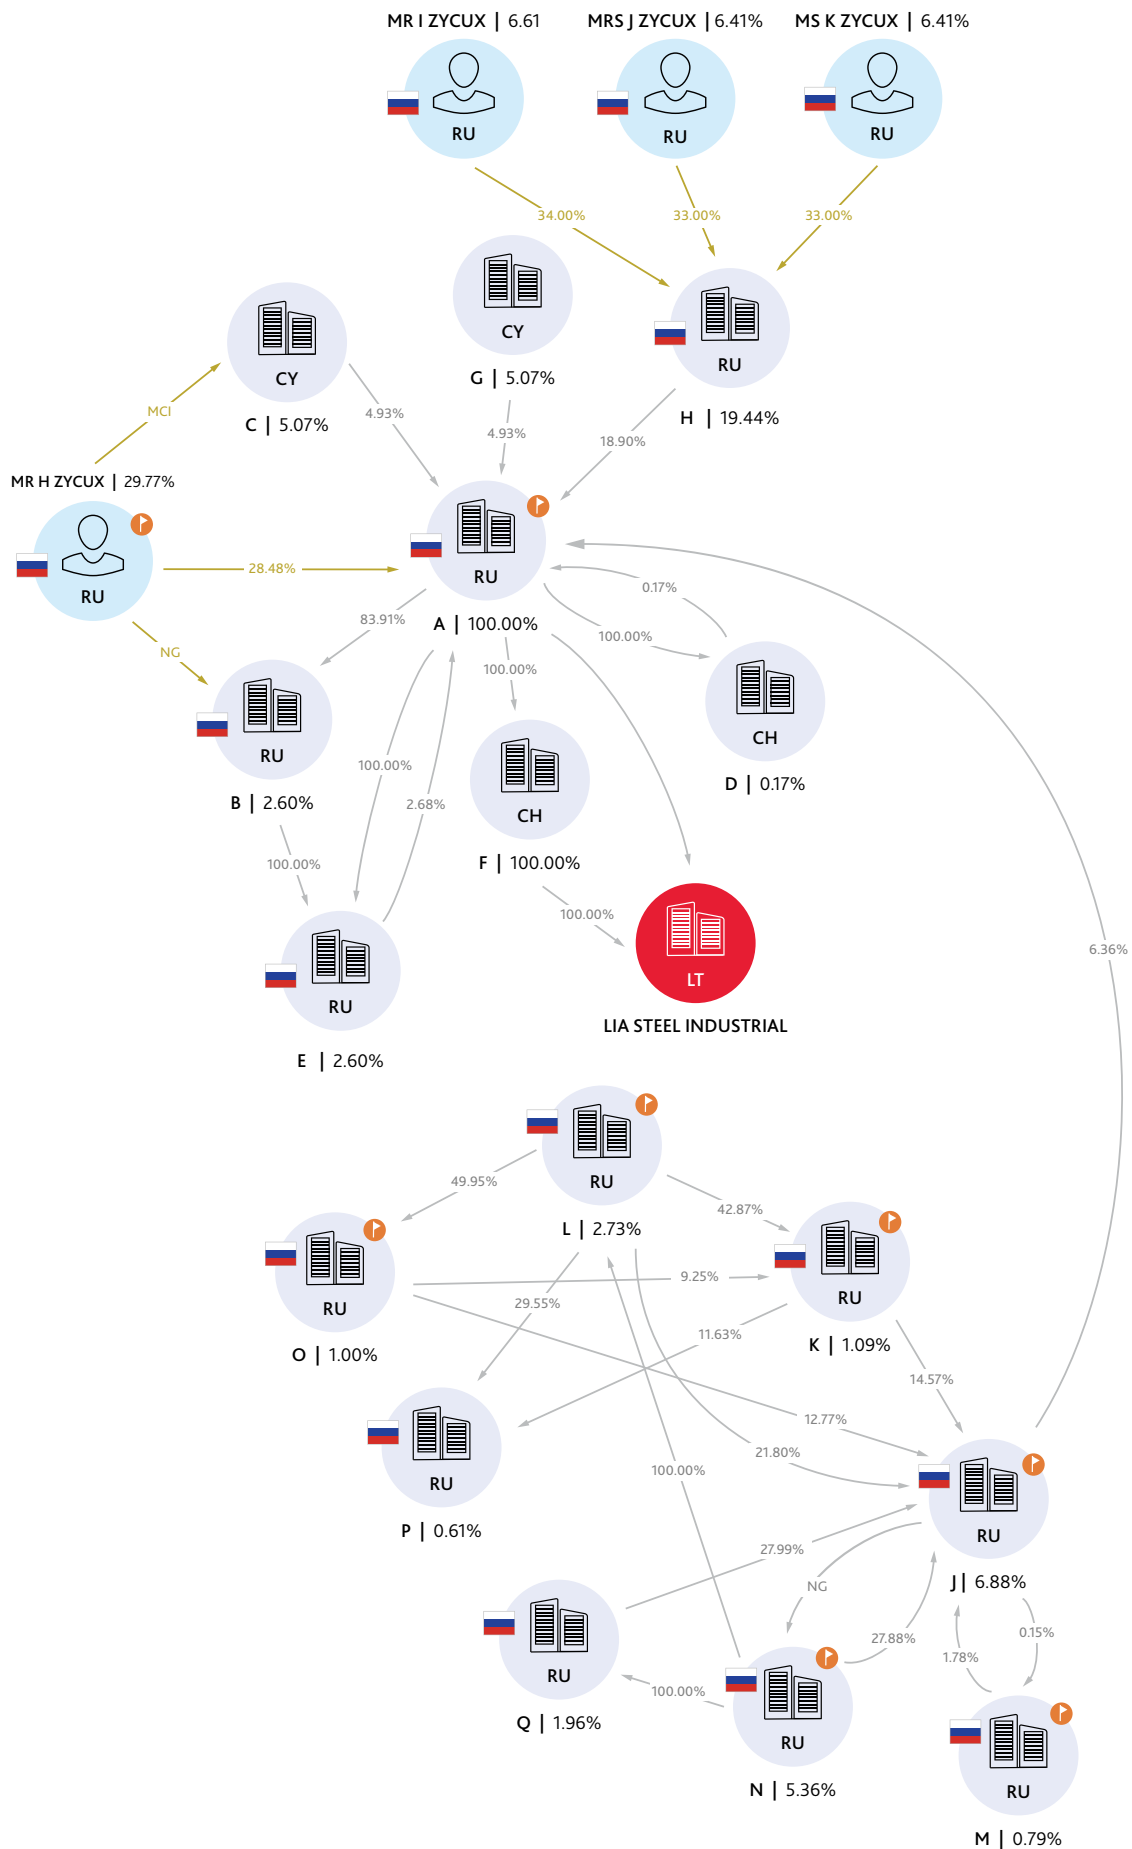 MR I ZYCUX | 6.61
MRS J ZYCUX | 6.41%
MS K ZYCUX | 6.41%
RU
RU
RU
34.00%
33.00%
33.00%
CY
G | 5.07%
RU
H | 19.44%
CY
C | 5.07%
MCI
4.93%
4.93%
18.90%
MR H ZYCUX | 29.77%
RU
28.48%
NG
RU
A | 100.00%
0.17%
100.00%
83.91%
100.00%
CH
D | 0.17%
RU
B | 2.60%
100.00%
2.68%
CH
F | 100.00%
100.00%
100.00%
LT
LIA STEEL INDUSTRIAL
RU
E | 2.60%
6.36%
RU
L | 2.73%
49.95%
42.87%
RU
O | 1.00%
9.25%
29.55%
RU
K | 1.09%
11.63%
14.57%
12.77%
21.80%
100.00%
RU
P | 0.61%
RU
J | 6.88%
27.99%
NG
27.88%
0.15%
1.78%
RU
Q | 1.96%
100.00%
RU
N | 5.36%
RU
M | 0.79%